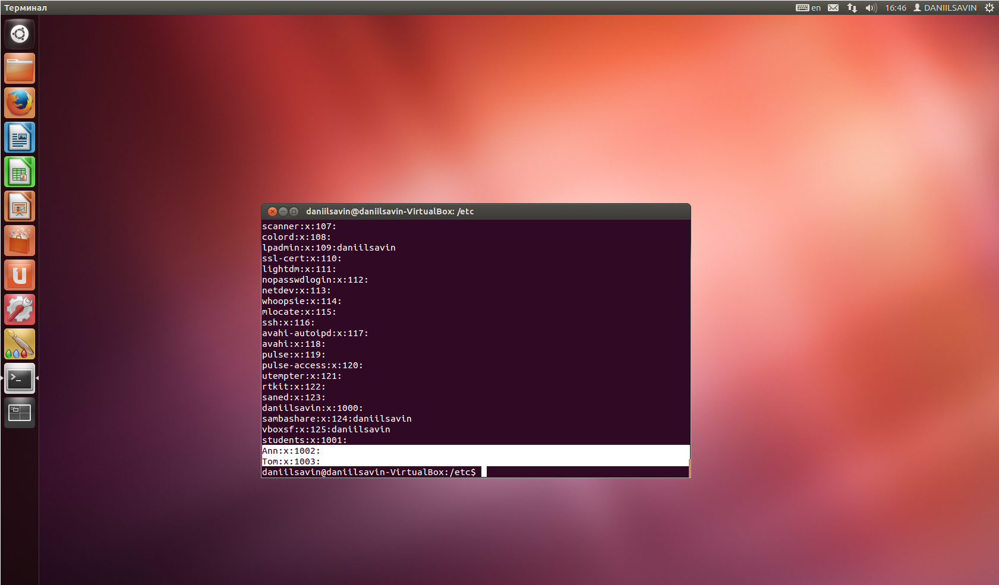 Терминал
en
16:46
DANIILSAVIN
daniilsavin@daniilsavin-VirtualBox: /etc
scanner:x:107:
colord:x:108:
lpadmin:x:109:daniilsavin
ssl-cert:x:110:
lightdm:x:111:
nopasswdlogin:x:112:
netdev:x:113:
whoopsie:x:114:
mlocate:x:115:
ssh:x:116:
avahi-autoipd:x:117:
avahi:x:118:
pulse:x:119:
pulse-access:x:120:
utempter:x:121:
rtkit:x:122:
saned:x:123:
daniilsavin:x:1000:
sambashare:x:124:daniilsavin
vboxsf:x:125:daniilsavin
students:x:1001:
Ann:x:1002:
Tom:x:1003:
daniilsavin@daniilsavin-VirtualBox:/etc$